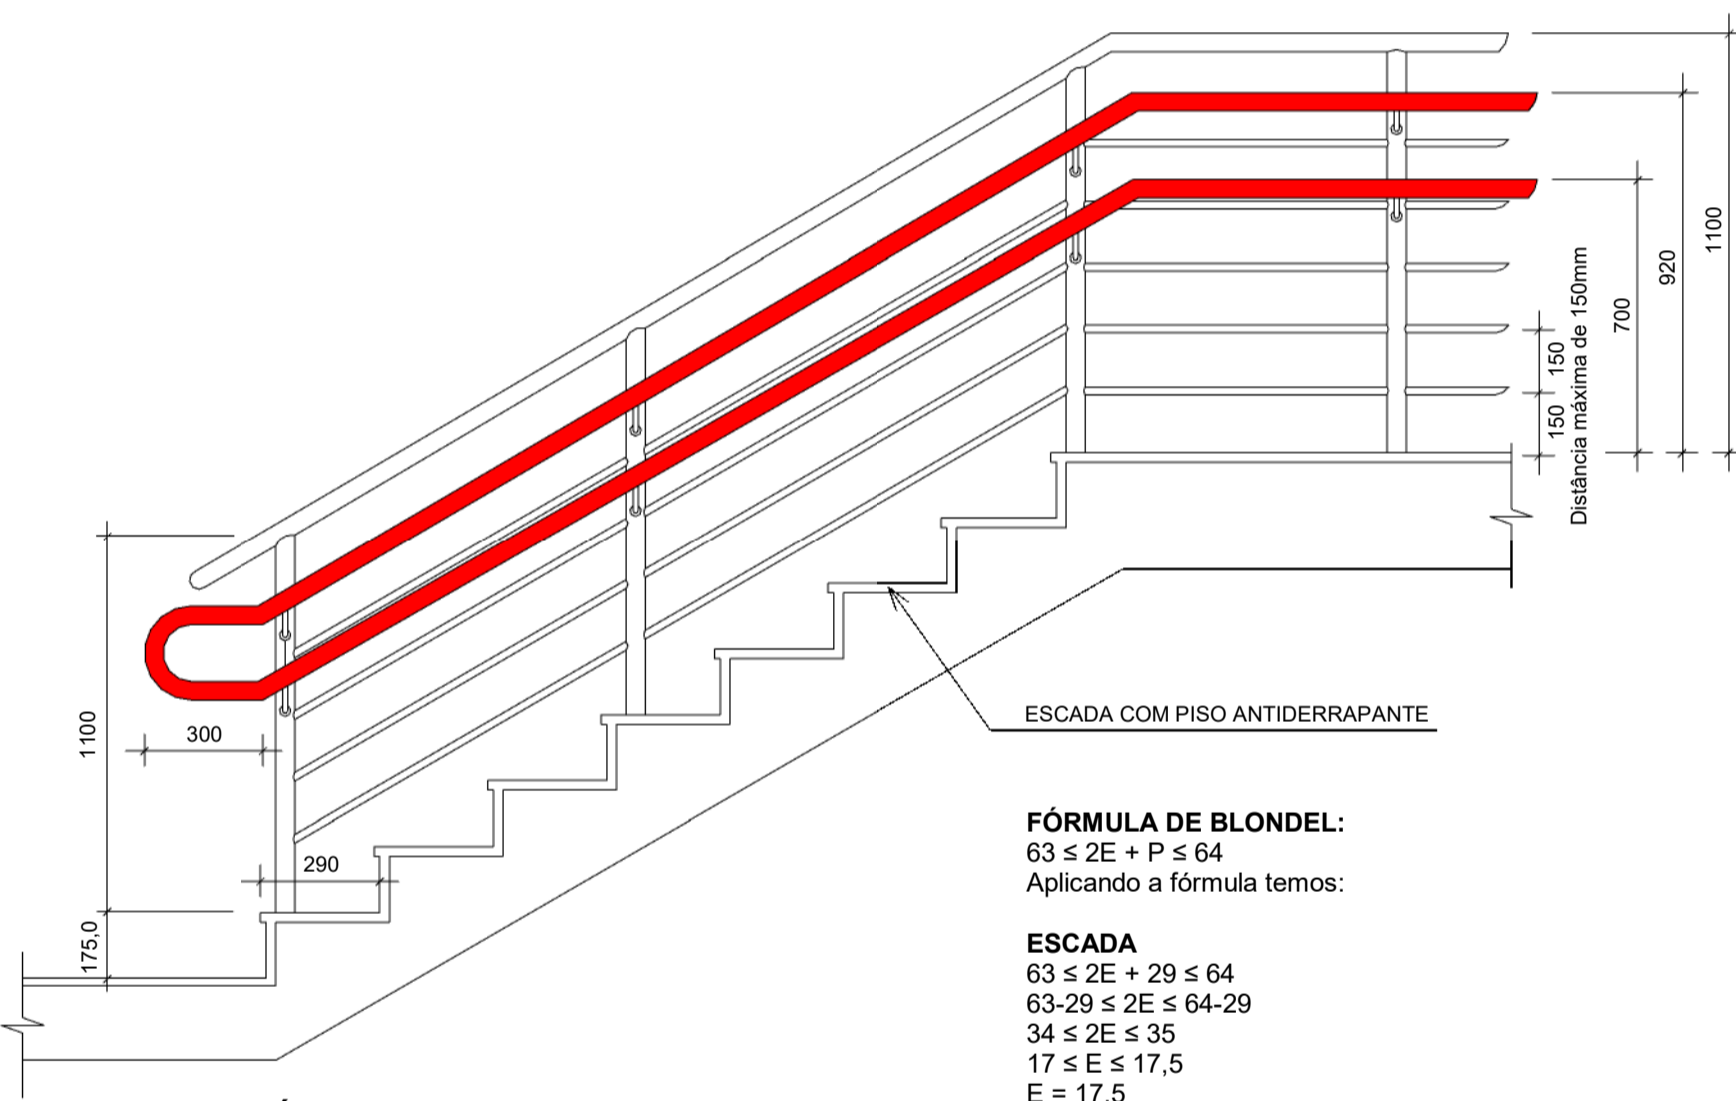 1100
920
700
150
150
Distância máxima de 150mm
1100
300
290
175,0
ESCADA COM PISO ANTIDERRAPANTE
FÓRMULA DE BLONDEL:
63 ≤ 2E + P ≤ 64
Aplicando a fórmula temos:
ESCADA
63 ≤ 2E + 29 ≤ 64
63-29 ≤ 2E ≤ 64-29
34 ≤ 2E ≤ 35
17 ≤ E ≤ 17,5
E = 17,5